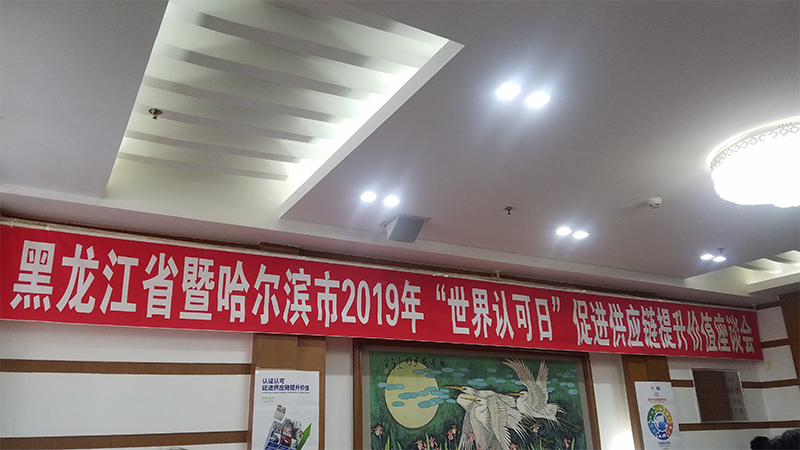 黑龙江省暨哈尔滨市2019年“世界认可日”促进供应链提升价值座谈会
认证认可
促进供应链提升价值